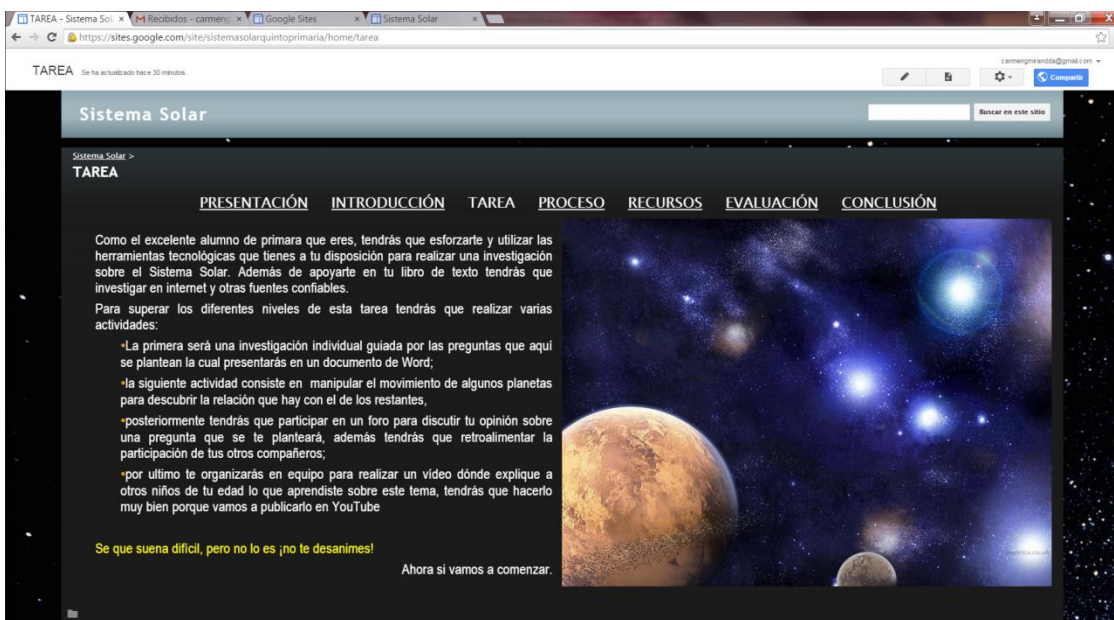 TAREA - Sistema Sol
M Recibidos - carmeng
Google Sites
Sistema Solar
https://sites.google.com/site/sistemasolarquintoprimaria/home/tarea
carmengmirandda@gmail.com
TAREA Se ha actualizado hace 30 minutos
Compartir
Sistema Solar
Buscar en este sitio
Sistema Solar >
TAREA
PRESENTACIÓN INTRODUCCIÓN TAREA PROCESO RECURSOS EVALUACIÓN CONCLUSIÓN
Como el excelente alumno de primara que eres, tendrás que esforzarte y utilizar las
herramientas tecnológicas que tienes a tu disposición para realizar una investigación
sobre el Sistema Solar. Además de apoyarte en tu libro de texto tendrás que
investigar en internet y otras fuentes confiables.
Para superar los diferentes niveles de esta tarea tendrás que realizar varias
actividades:
•La primera será una investigación individual guiada por las preguntas que aquí
se plantean la cual presentarás en un documento de Word;
•la siguiente actividad consiste en manipular el movimiento de algunos planetas
para descubrir la relación que hay con el de los restantes,
•posteriormente tendrás que participar en un foro para discutir tu opinión sobre
una pregunta que se te planteará, además tendrás que retroalimentar la
participación de tus otros compañeros;
•por ultimo te organizarás en equipo para realizar un vídeo dónde explique a
otros niños de tu edad lo que aprendiste sobre este tema, tendrás que hacerlo
muy bien porque vamos a publicarlo en YouTube
Se que suena difícil, pero no lo es ¡no te desanimes!
Ahora si vamos a comenzar.